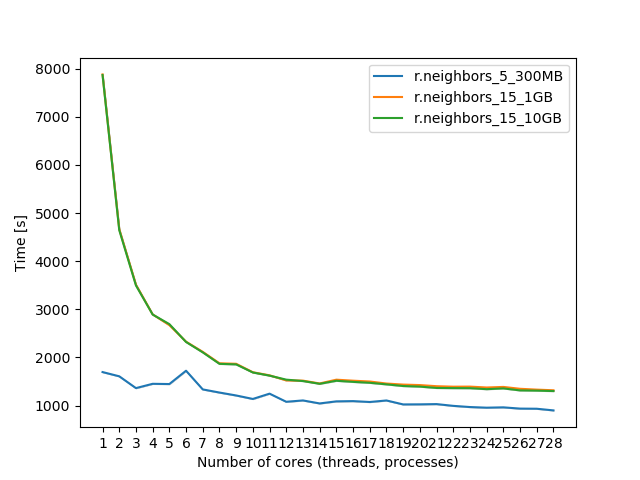 r.neighbors_5_300MB
r.neighbors_15_1GB
r.neighbors_15_10GB
8000
7000
6000
5000
4000
3000
2000
1000
Time [s]
1 2 3 4 5 6 7 8 9 10 11 12 13 14 15 16 17 18 19 20 21 22 23 24 25 26 27 28
Number of cores (threads, processes)